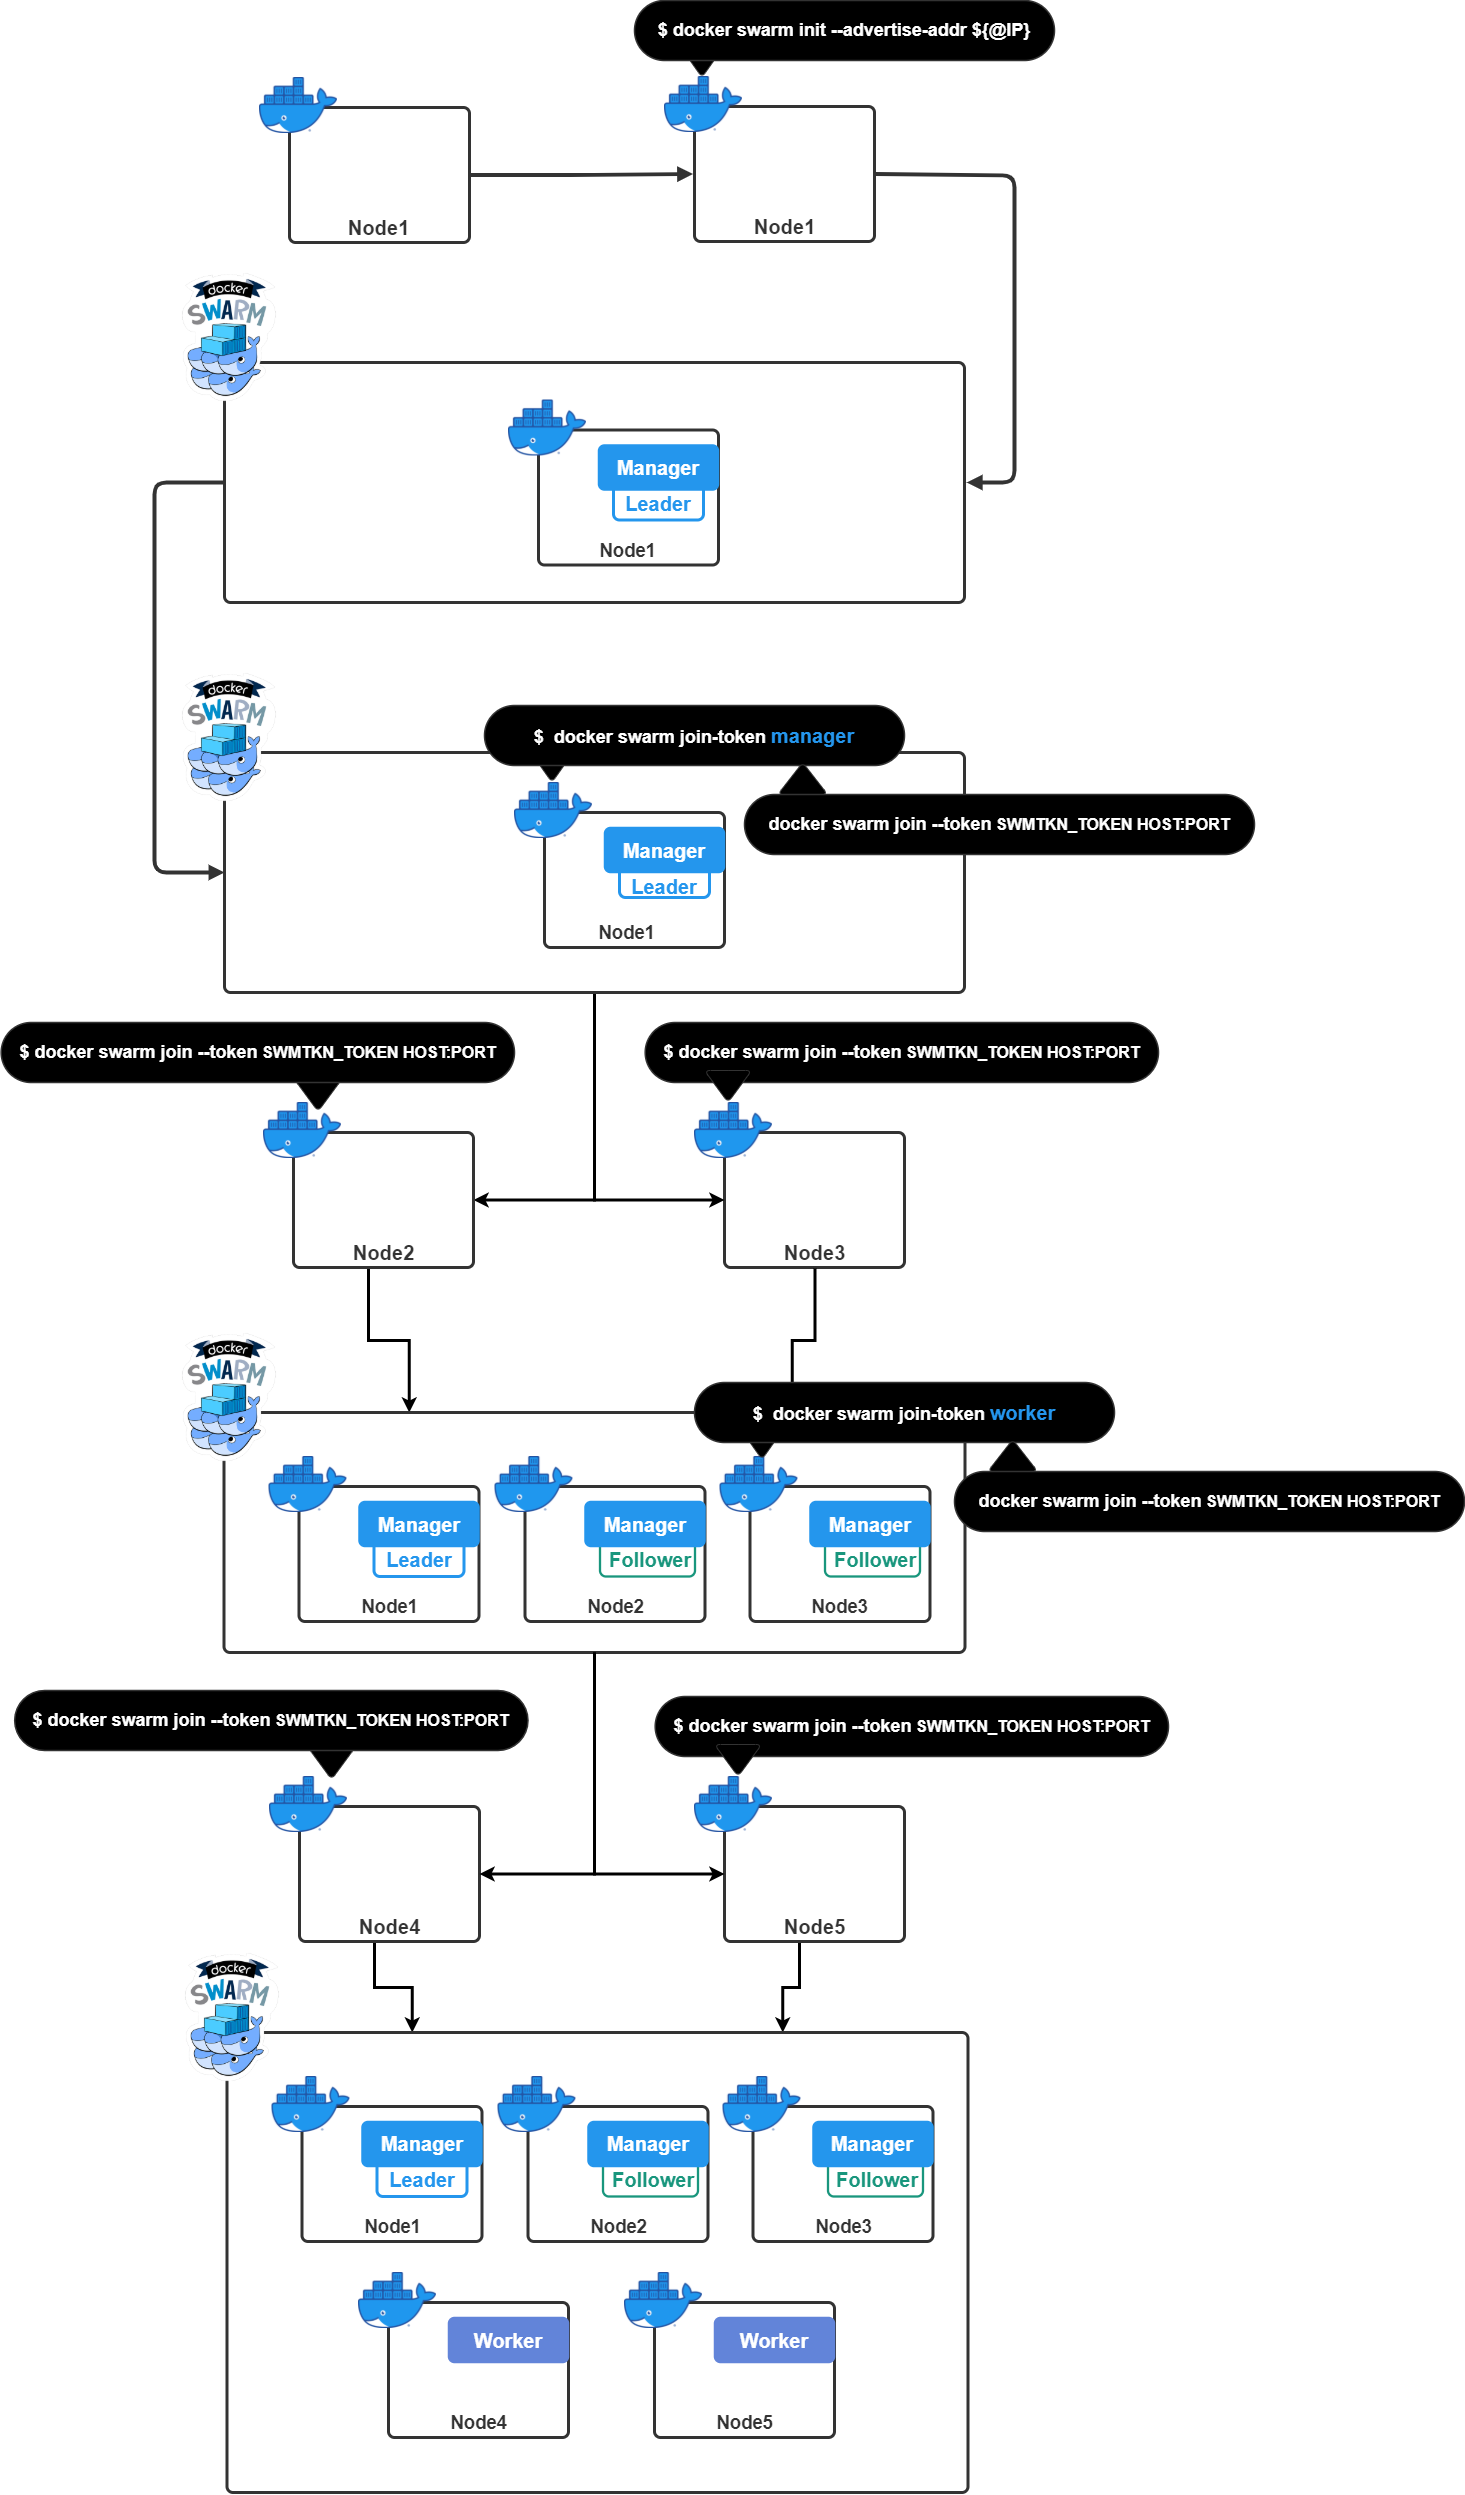 $ docker swarm init --advertise-addr ${@IP}
Node1
Node1
docker
SWARM
Manager
Leader
Node1
docker
SWARM
$ docker swarm join-token manager
docker swarm join --token SWMTKN_TOKEN HOST:PORT
Manager
Leader
Node1
$ docker swarm join --token SWMTKN_TOKEN HOST:PORT
$ docker swarm join --token SWMTKN_TOKEN HOST:PORT
Node2
Node3
docker
SWARM
$ docker swarm join-token worker
docker swarm join --token SWMTKN_TOKEN HOST:PORT
Manager
Leader
Node1
Manager
Follower
Node2
Manager
Follower
Node3
$ docker swarm join --token SWMTKN_TOKEN HOST:PORT
$ docker swarm join --token SWMTKN_TOKEN HOST:PORT
Node4
Node5
docker
SWARM
Manager
Leader
Node1
Manager
Follower
Node2
Manager
Follower
Node3
Worker
Node4
Worker
Node5